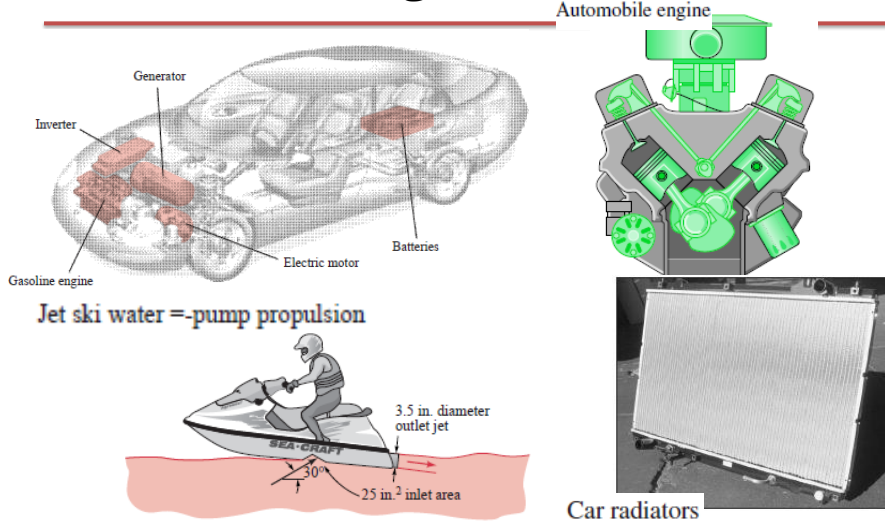 Automobile engine
Generator
Inverter
Electric motor
Batteries
Gasoline engine
Jet ski water =-pump propulsion
3.5 in. diameter
outlet jet
SEA-CRAFT
30°
25 in.² inlet area
Car radiators